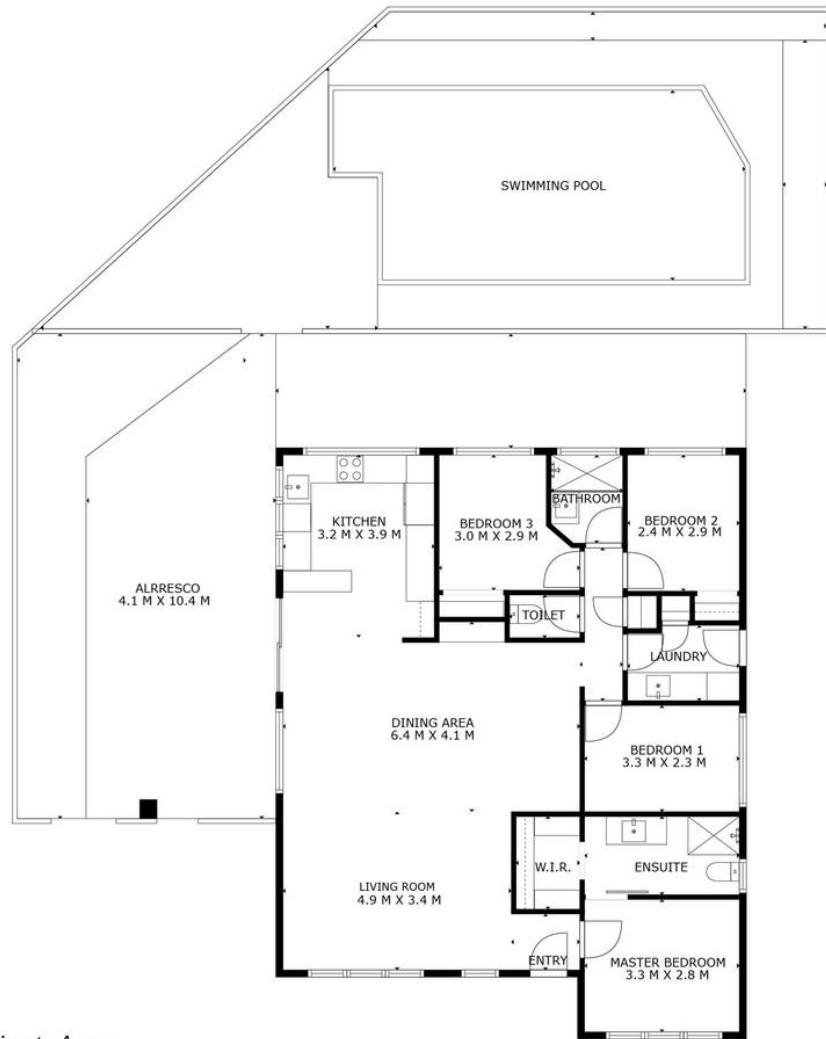 SWIMMING POOL
KITCHEN
3.2 M X 3.9 M
BEDROOM 3
3.0 M X 2.9 M
BATHROOM
BEDROOM 2
2.4 M X 2.9 M
ALRRESCO
4.1 M X 10.4 M
TOILET
LAUNDRY
DINING AREA
6.4 M X 4.1 M
BEDROOM 1
3.3 M X 2.3 M
W.I.R.
ENSUITE
LIVING ROOM
4.9 M X 3.4 M
ENTRY
MASTER BEDROOM
3.3 M X 2.8 M